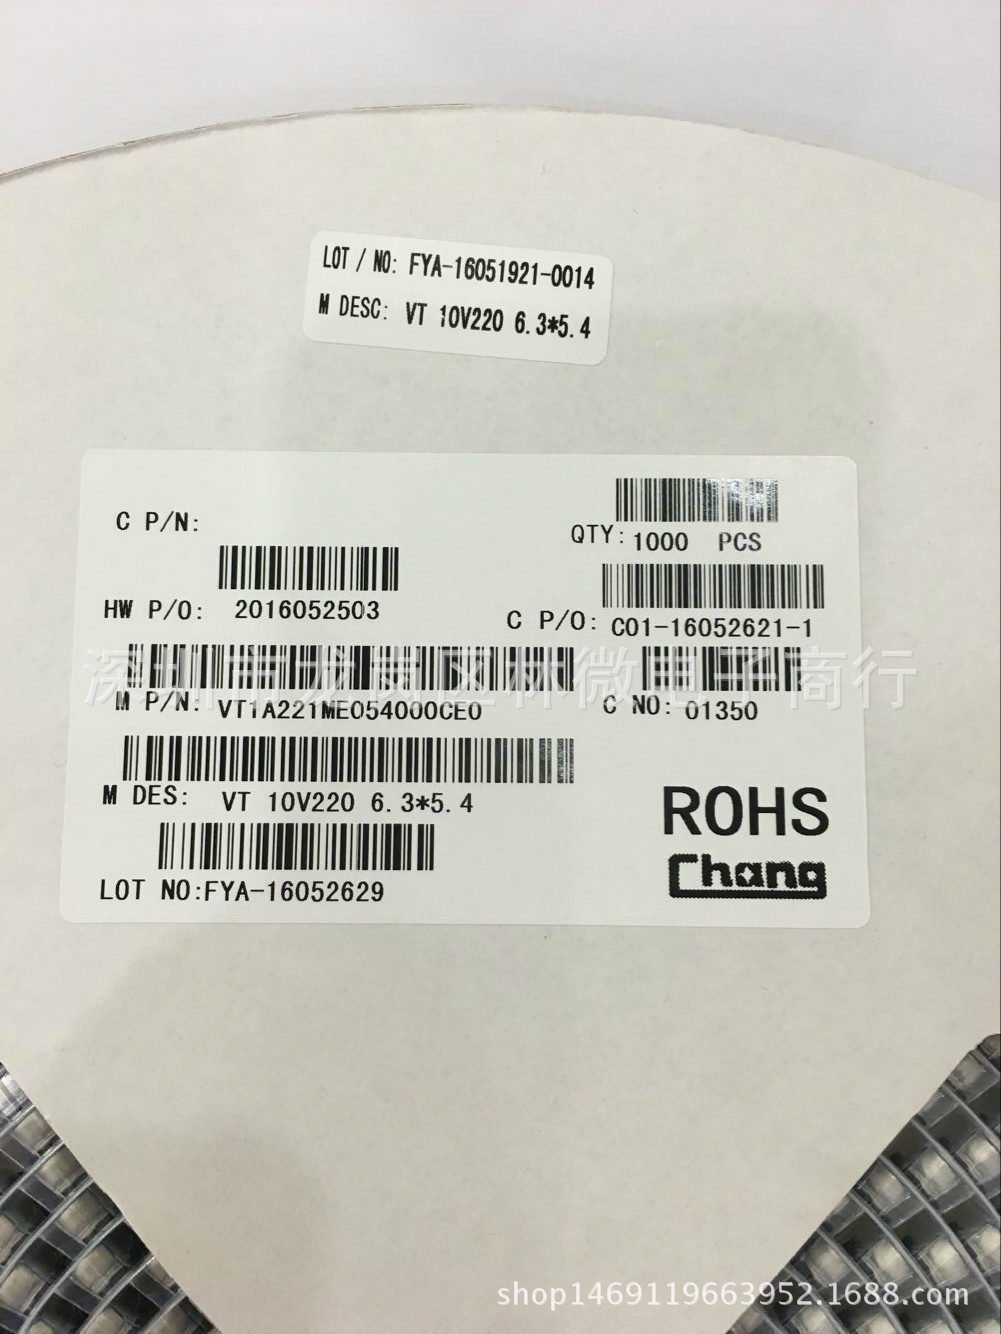 LOT / NO: FYA-16051921-0014
M DESC: VT 10V220 6.3*5.4
C P/N:
QTY: 1000 PCS
HW P/O: 2016052503
C P/O: C01-16052621-1
深圳市龙岗区林微电子商行
M P/N: VT1A221ME054000CE0
C NO: 01350
M DES: VT 10V220 6.3*5.4
ROHS
Chang
LOT NO:FYA-16052629
shop1469119663952.1688.com